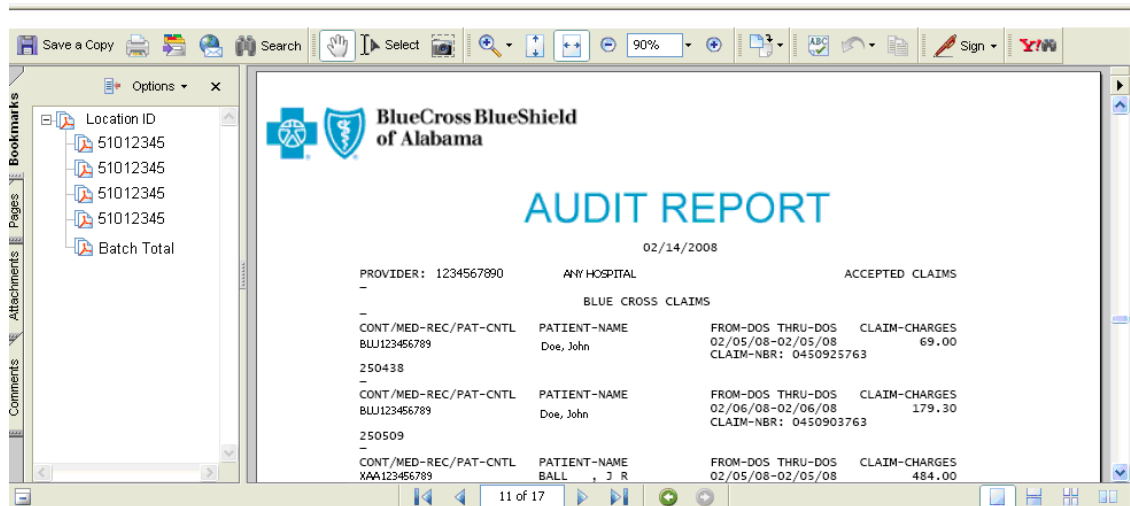 Save a Copy Search Select 90% Sign Y!
Bookmarks
Pages
Attachments
Comments
Options x
Location ID
51012345
51012345
51012345
51012345
Batch Total
BlueCross BlueShield
of Alabama
AUDIT REPORT
02/14/2008
PROVIDER: 1234567890 ANY HOSPITAL ACCEPTED CLAIMS
BLUE CROSS CLAIMS
CONT/MED-REC/PAT-CNTL PATIENT-NAME FROM-DOS THRU-DOS CLAIM-CHARGES
BLU123456789 Doe, John 02/05/08-02/05/08 69.00
CLAIM-NBR: 0450925763
250438
CONT/MED-REC/PAT-CNTL PATIENT-NAME FROM-DOS THRU-DOS CLAIM-CHARGES
BLU123456789 Doe, John 02/06/08-02/06/08 179.30
CLAIM-NBR: 0450903763
250509
CONT/MED-REC/PAT-CNTL PATIENT-NAME FROM-DOS THRU-DOS CLAIM-CHARGES
XAA123456789 BALL , J R 02/05/08-02/05/08 484.00
11 of 17